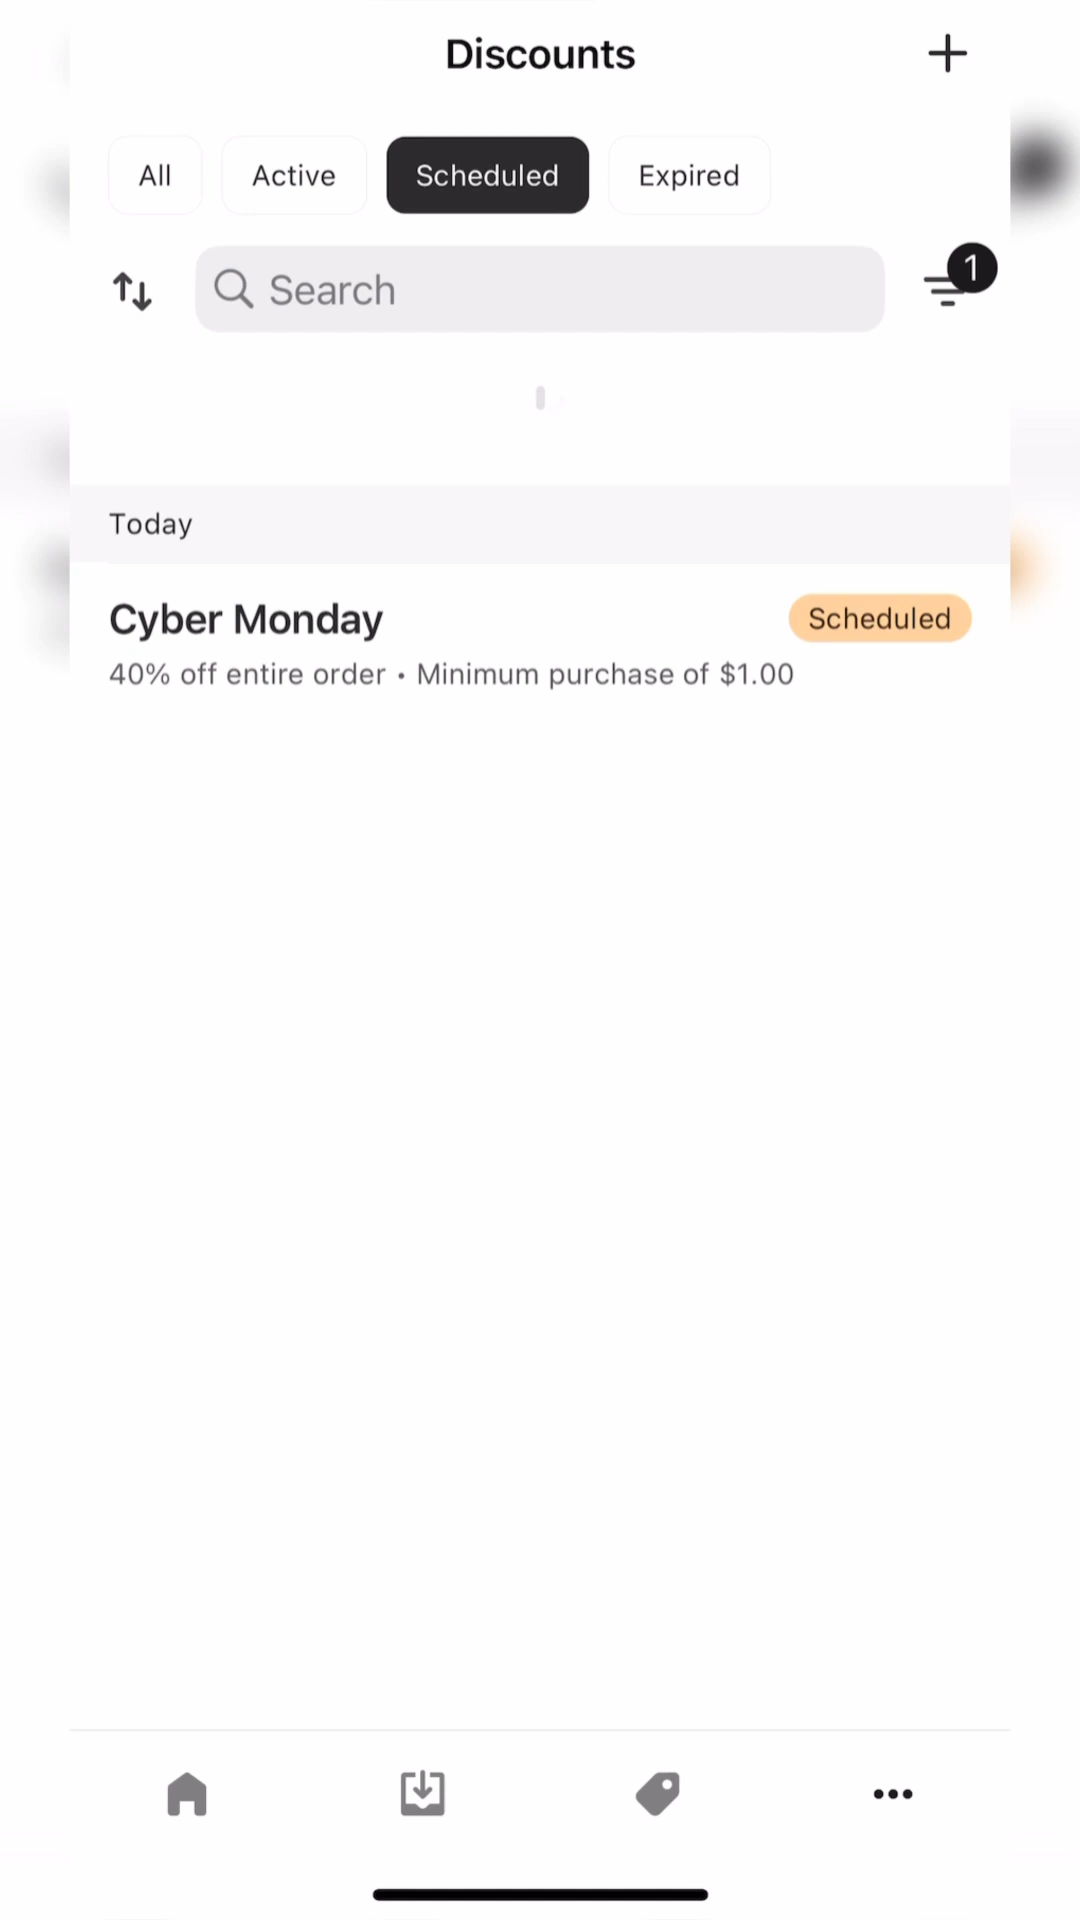 Discounts
All Active Scheduled Expired
Search 1
Today
Cyber Monday Scheduled
40% off entire order • Minimum purchase of $1.00